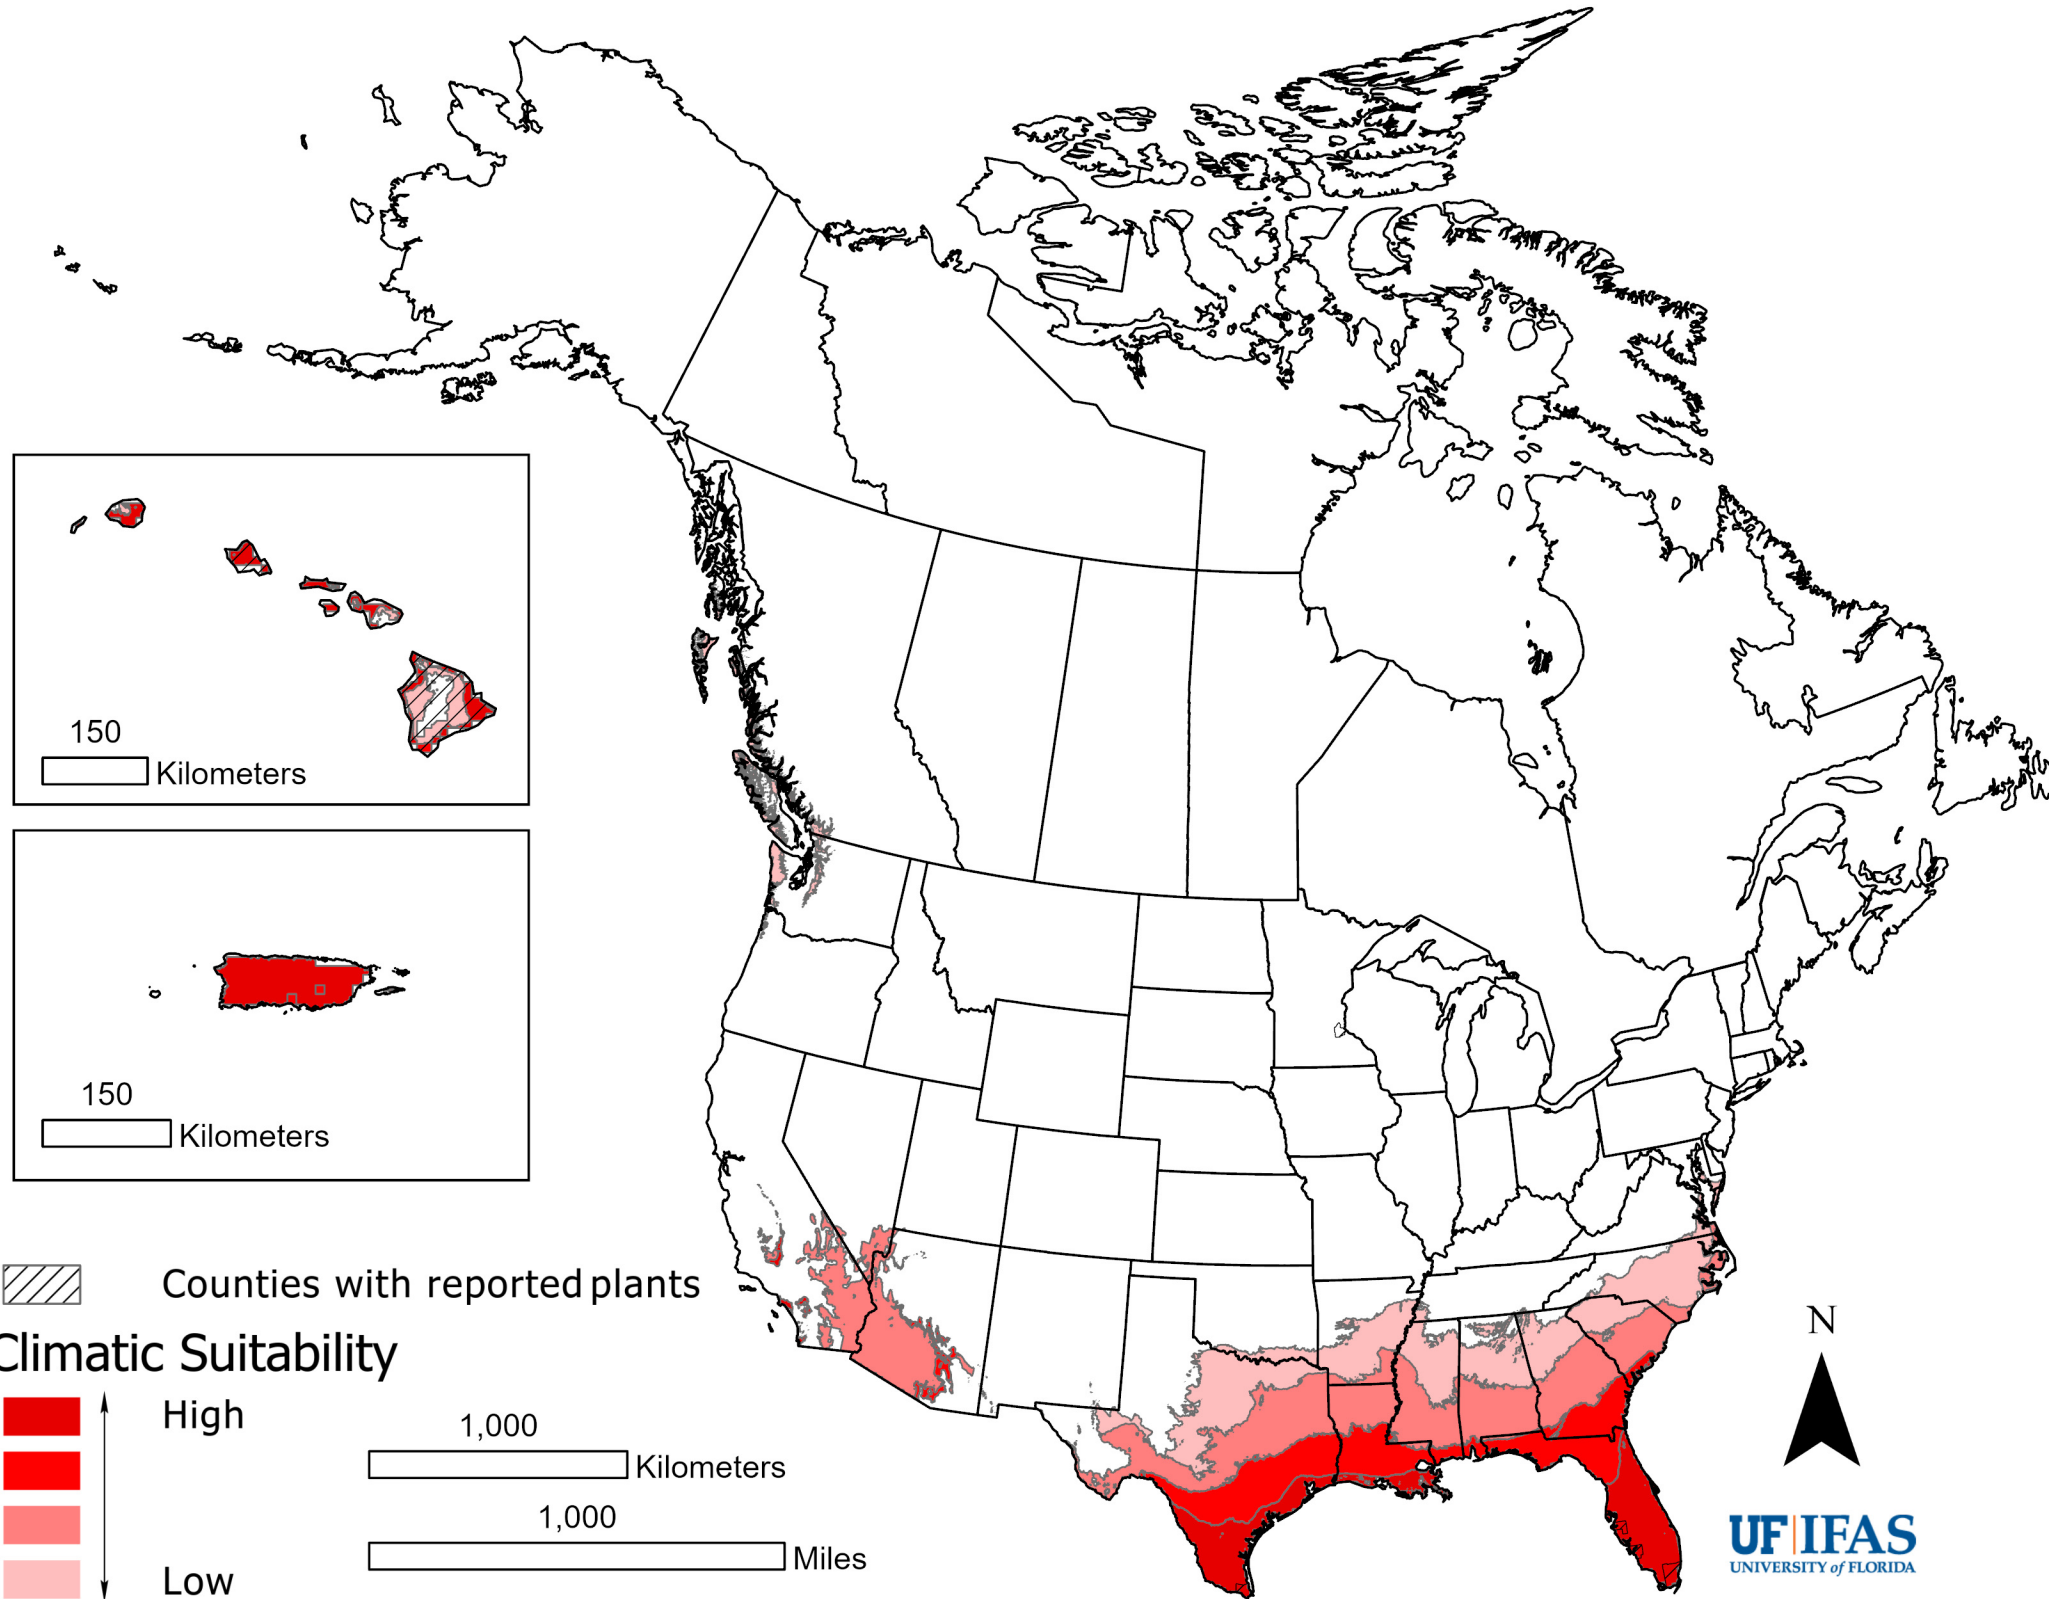 150
Kilometers
150
Kilometers
Counties with reported plants
Climatic Suitability
High
Low
1,000
Kilometers
1,000
Miles
N
UF|IFAS
UNIVERSITY of FLORIDA